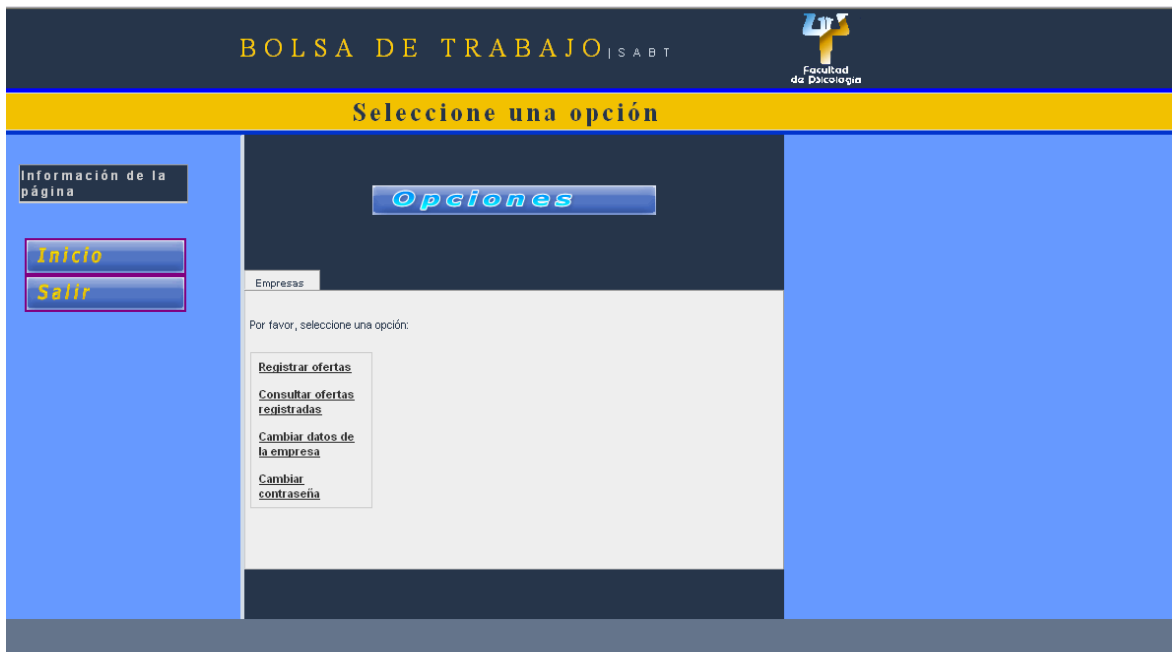 BOLSA DE TRABAJO|SABT
Facultad
de Psicología
Seleccione una opción
Información de la
página
Opciones
Inicio
Salir
Empresas
Por favor, seleccione una opción:
Registrar ofertas
Consultar ofertas
registradas
Cambiar datos de
la empresa
Cambiar
contraseña